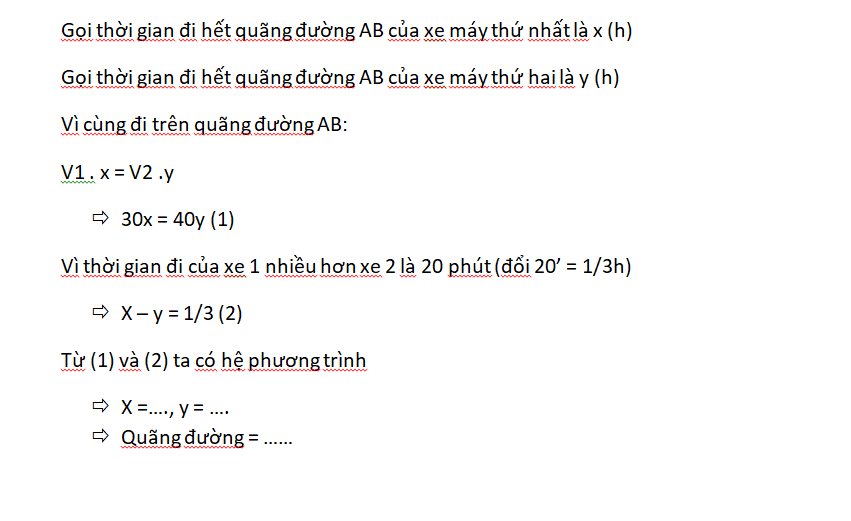 Gọi thời gian đi hết quãng đường AB của xe máy thứ nhất là x (h)
Gọi thời gian đi hết quãng đường AB của xe máy thứ hai là y (h)
Vì cùng đi trên quãng đường AB:
V1 . x = V2 .y
⇨ 30x = 40y (1)
Vì thời gian đi của xe 1 nhiều hơn xe 2 là 20 phút (đổi 20’ = 1/3h)
⇨ X – y = 1/3 (2)
Từ (1) và (2) ta có hệ phương trình
⇨ X =...., y = ....
⇨ Quãng đường = ......